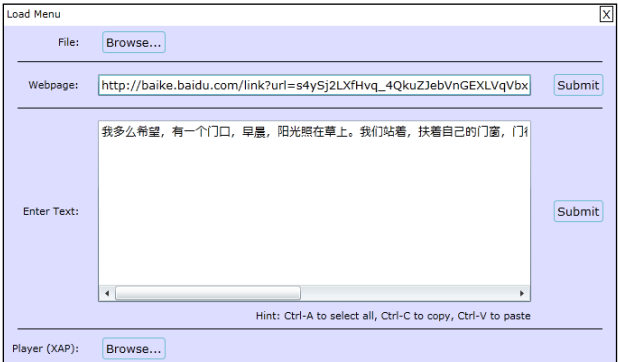 Load Menu X
File: Browse...
Webpage: http://baike.baidu.com/link?url=s4ySj2LXfHvq_4QkuZJebVnGEXLVqVbx Submit
我多么希望，有一个门口，早晨，阳光照在草上。我们站着，扶着自己的门窗，门
Enter Text: Submit
Hint: Ctrl-A to select all, Ctrl-C to copy, Ctrl-V to paste
Player (XAP): Browse...